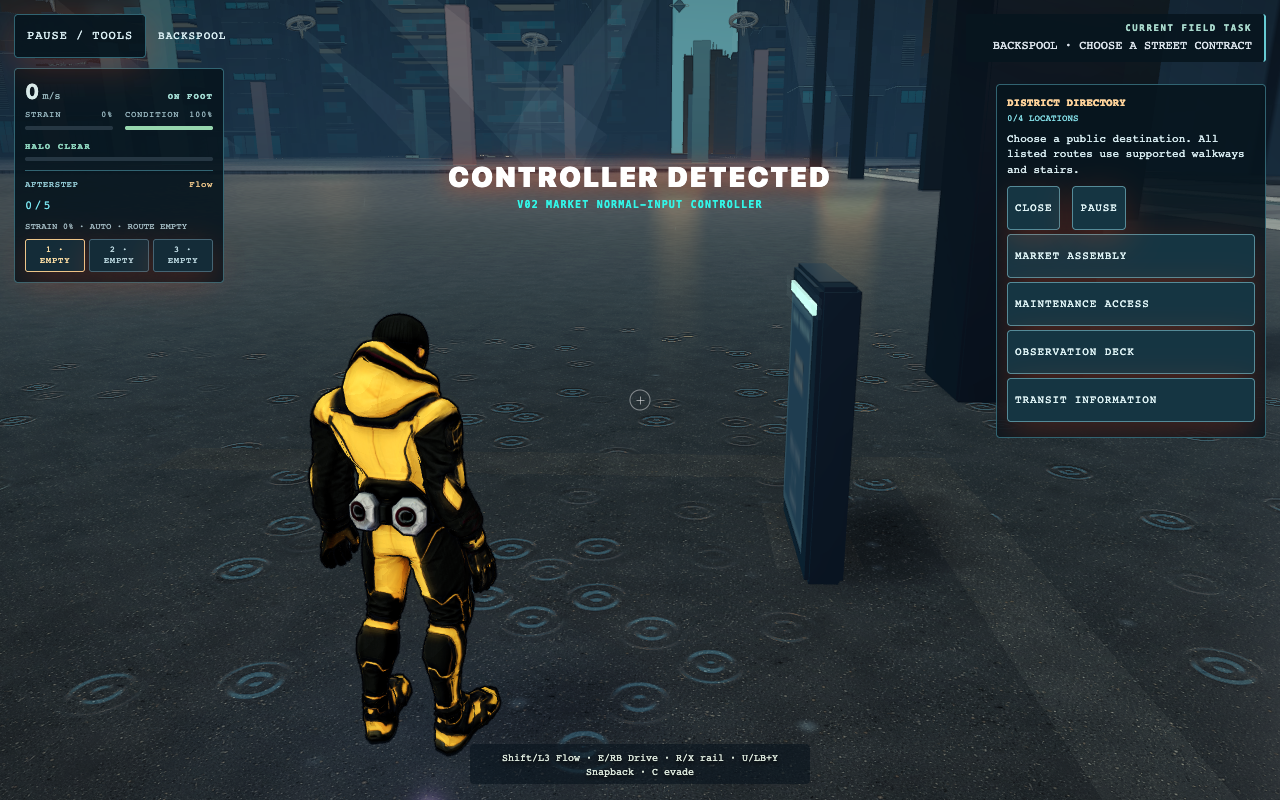 PAUSE / TOOLS
BACKSPOOL
0 m/s
ON FOOT
STRAIN 0%
CONDITION 100%
HALO CLEAR
AFTERSTEP
Flow
0/5
STRAIN 0% · AUTO · ROUTE EMPTY
1 · EMPTY
2 · EMPTY
3 · EMPTY
CONTROLLER DETECTED
V02 MARKET NORMAL-INPUT CONTROLLER
CURRENT FIELD TASK
BACKSPOOL · CHOOSE A STREET CONTRACT
DISTRICT DIRECTORY
0/4 LOCATIONS
Choose a public destination. All
listed routes use supported walkways
and stairs.
CLOSE
PAUSE
MARKET ASSEMBLY
MAINTENANCE ACCESS
OBSERVATION DECK
TRANSIT INFORMATION
Shift/L3 Flow · E/RB Drive · R/X rail · U/LB+Y
Snapback · C evade